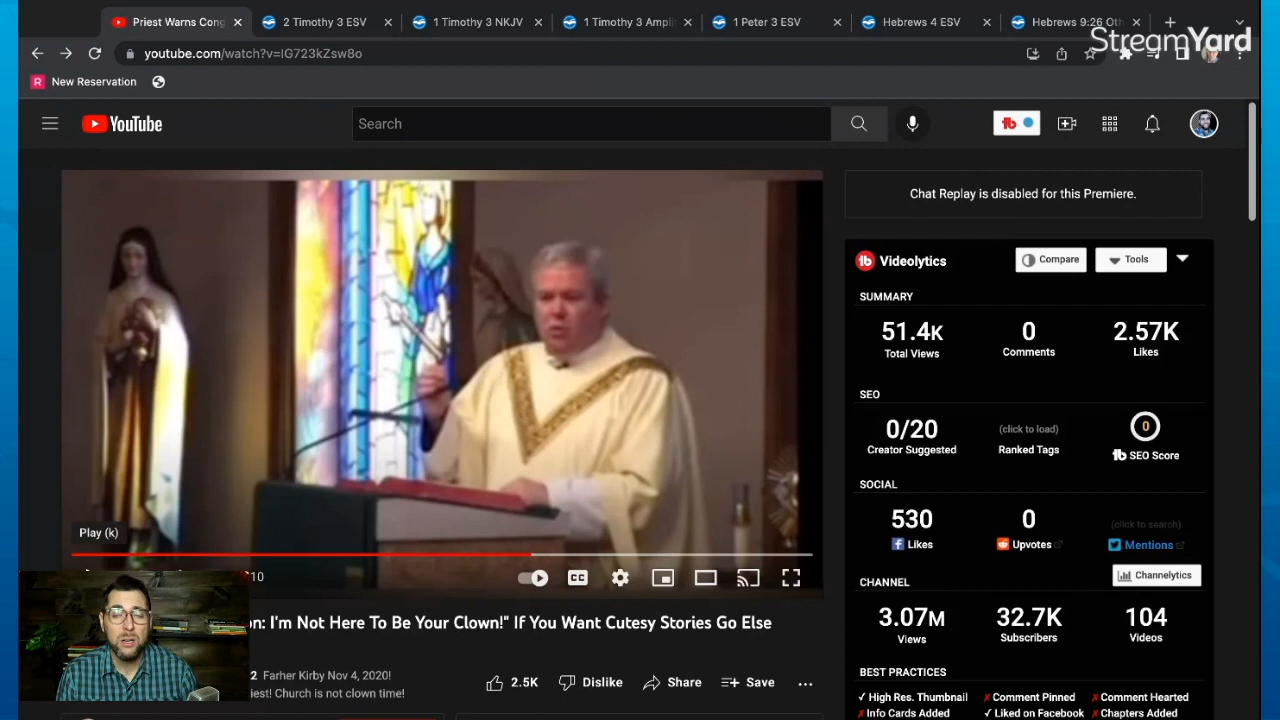 Priest Warns Cong
2 Timothy 3 ESV
1 Timothy 3 NKJV
1 Timothy 3 Ampli
1 Peter 3 ESV
Hebrews 4 ESV
Hebrews 9:26 Oth
StreamYard
youtube.com/watch?v=lG723kZsw8o
New Reservation
YouTube
Search
Chat Replay is disabled for this Premiere.
Videolytics
Compare
Tools
SUMMARY
51.4K
0
2.57K
Total Views
Comments
Likes
SEO
0/20
(click to load)
0
Creator Suggested
Ranked Tags
SEO Score
SOCIAL
530
0
(click to search)
Likes
Upvotes
Mentions
CHANNEL
Channelytics
3.07M
32.7K
104
Views
Subscribers
Videos
BEST PRACTICES
✓ High Res. Thumbnail
✗ Comment Pinned
✗ Comment Hearted
✗ Info Cards Added
✓ Liked on Facebook
✗ Chapters Added
Play (k)
10
CC
on: I'm Not Here To Be Your Clown!" If You Want Cutesy Stories Go Else
2 Farher Kirby Nov 4, 2020!
iest! Church is not clown time!
2.5K
Dislike
Share
Save